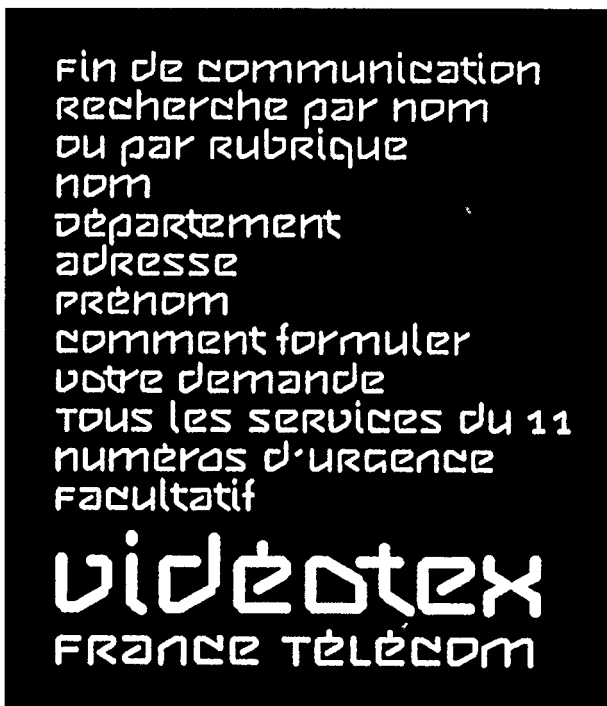 Fin de communication
Recherche par nom
ou par Rubrique
nom
Département
adresse
Prénom
comment formuler
votre demande
Tous les services du 11
numéros d'urgence
Facultatif
vidéotex
France Télécom